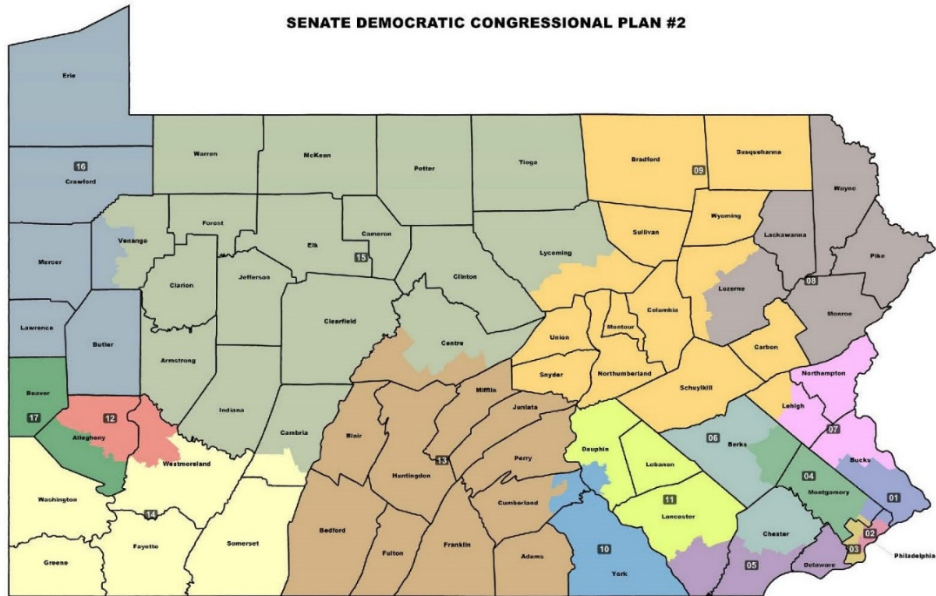 SENATE DEMOCRATIC CONGRESSIONAL PLAN #2
Erie
Warren
McKean
Potter
Tioga
Bradford
Susquehanna
16
Crawford
09
Wayne
Wyoming
Forest
Venango
Elk
Cameron
Sullivan
Lackawanna
Lycoming
15
Mercer
Pike
Clarion
Jefferson
Clinton
08
Luzerne
Columbia
Monroe
Lawrence
Clearfield
Butler
Union
Montour
Centre
Carbon
Armstrong
Snyder
Northumberland
Northampton
Beaver
Mifflin
Schuylkill
17
12
Indiana
Juniata
Lehigh
07
Allegheny
Cambria
Blair
06
Berks
Dauphin
Westmoreland
13
Perry
Bucks
Huntingdon
Lebanon
04
Montgomery
01
Washington
Cumberland
11
Lancaster
14
Chester
02
Bedford
03
Philadelphia
Fayette
Somerset
Franklin
10
Fulton
Adams
York
05
Delaware
Greene